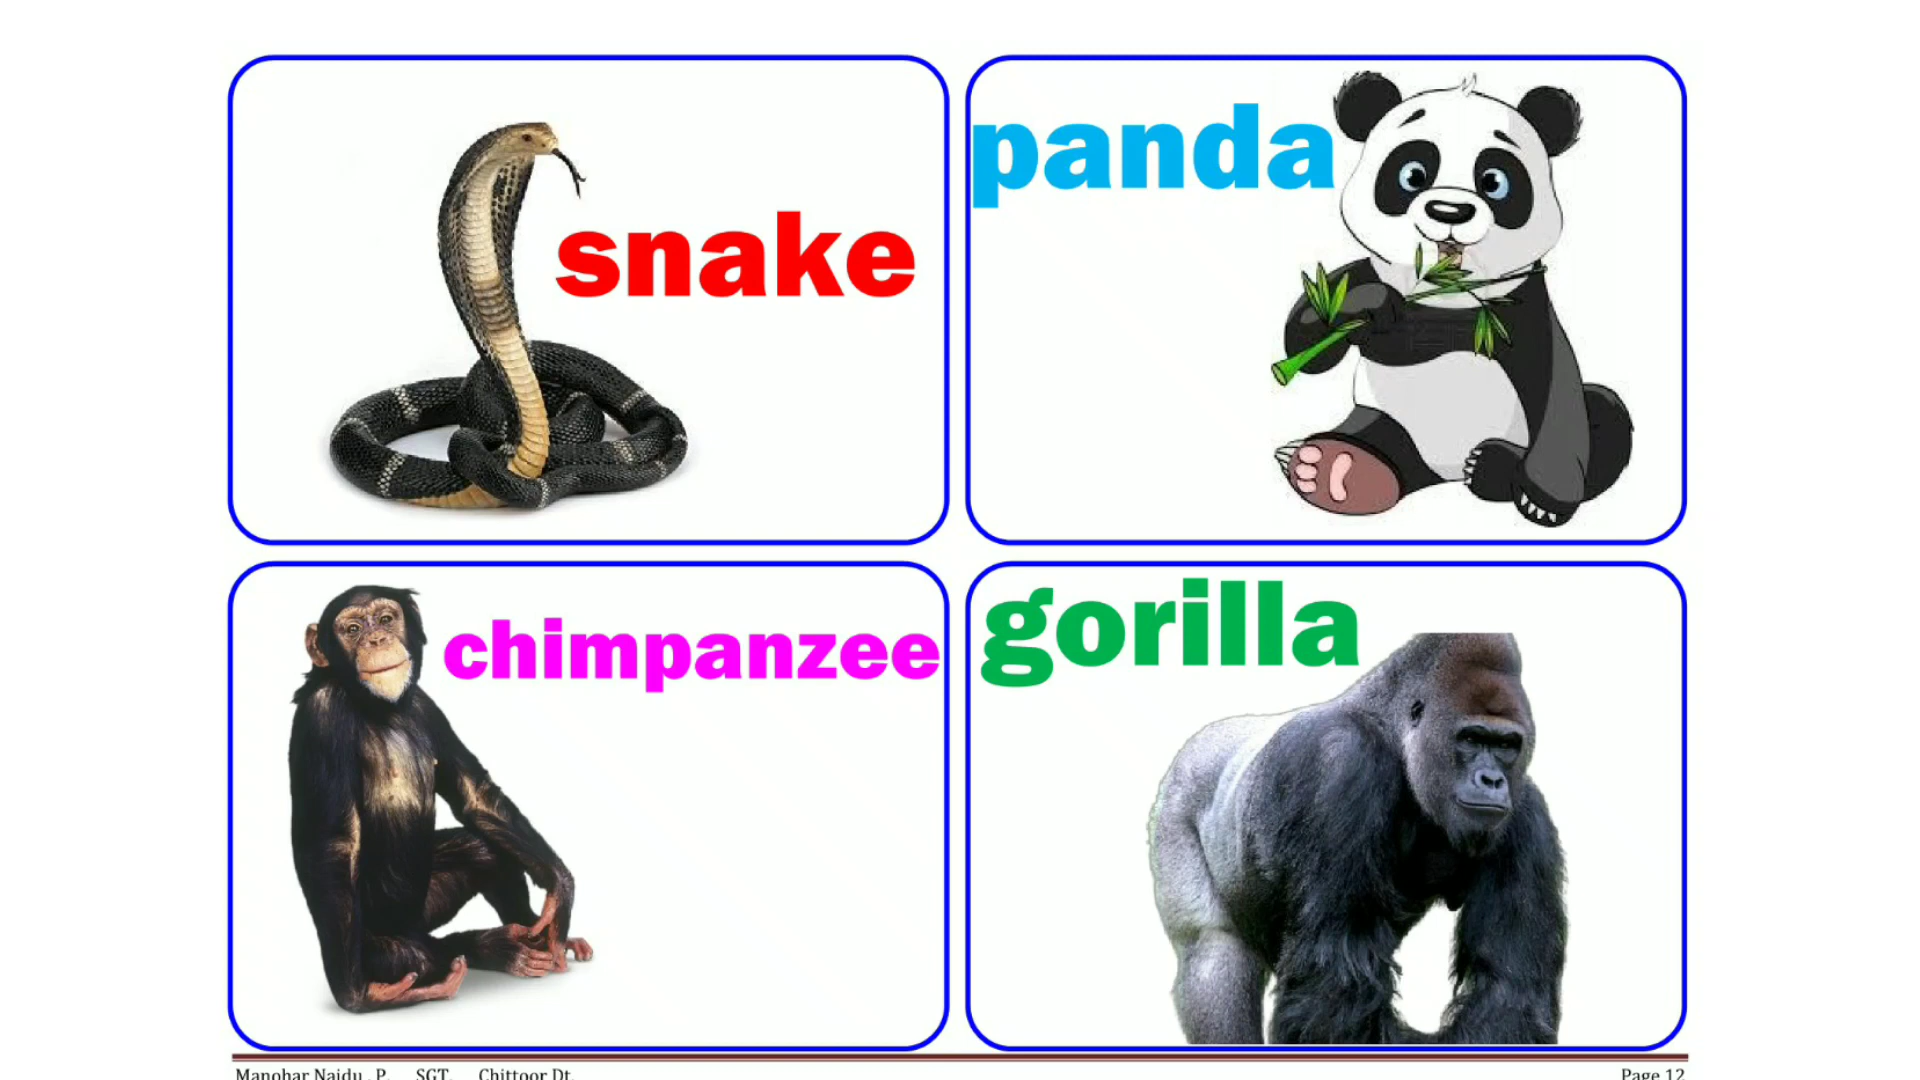 snake
panda
chimpanzee
gorilla
Manohar Naidu . P. SGT. Chittoor Dt.
Page 12